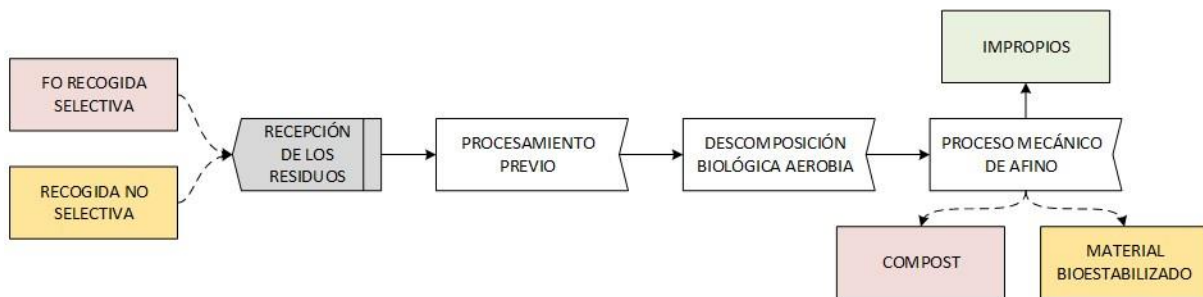 FO RECOGIDA
SELECTIVA
RECOGIDA NO
SELECTIVA
RECEPCIÓN
DE LOS
RESIDUOS
PROCESAMIENTO
PREVIO
DESCOMPOSICIÓN
BIOLÓGICA AEROBIA
PROCESO MECÁNICO
DE AFINO
IMPROPIOS
COMPOST
MATERIAL
BIOESTABILIZADO